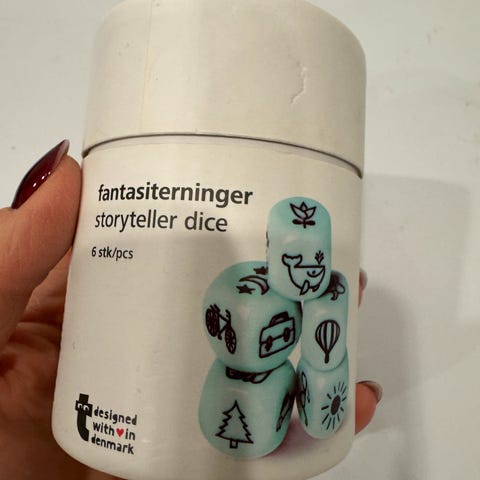 fantasiterninger
storyteller dice
6 stk/pcs
designed
with♥in
denmark